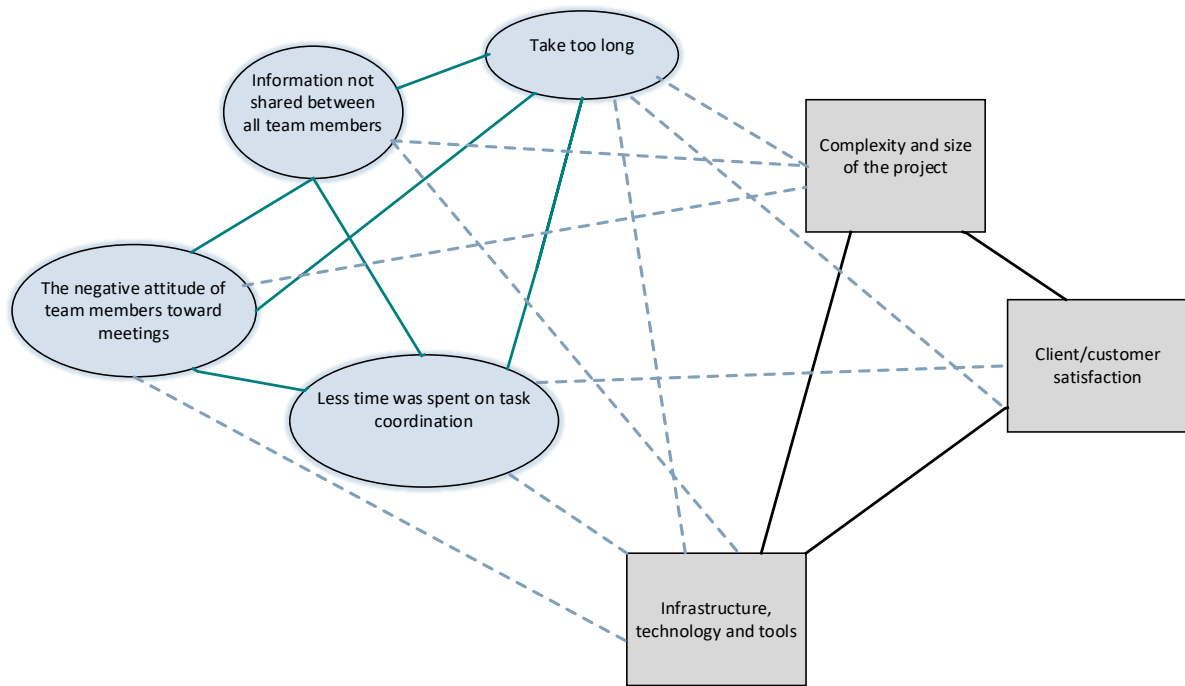 Take too long
Information not
shared between
all team members
Complexity and size
of the project
The negative attitude of
team members toward
meetings
Client/customer
satisfaction
Less time was spent on task
coordination
Infrastructure,
technology and tools